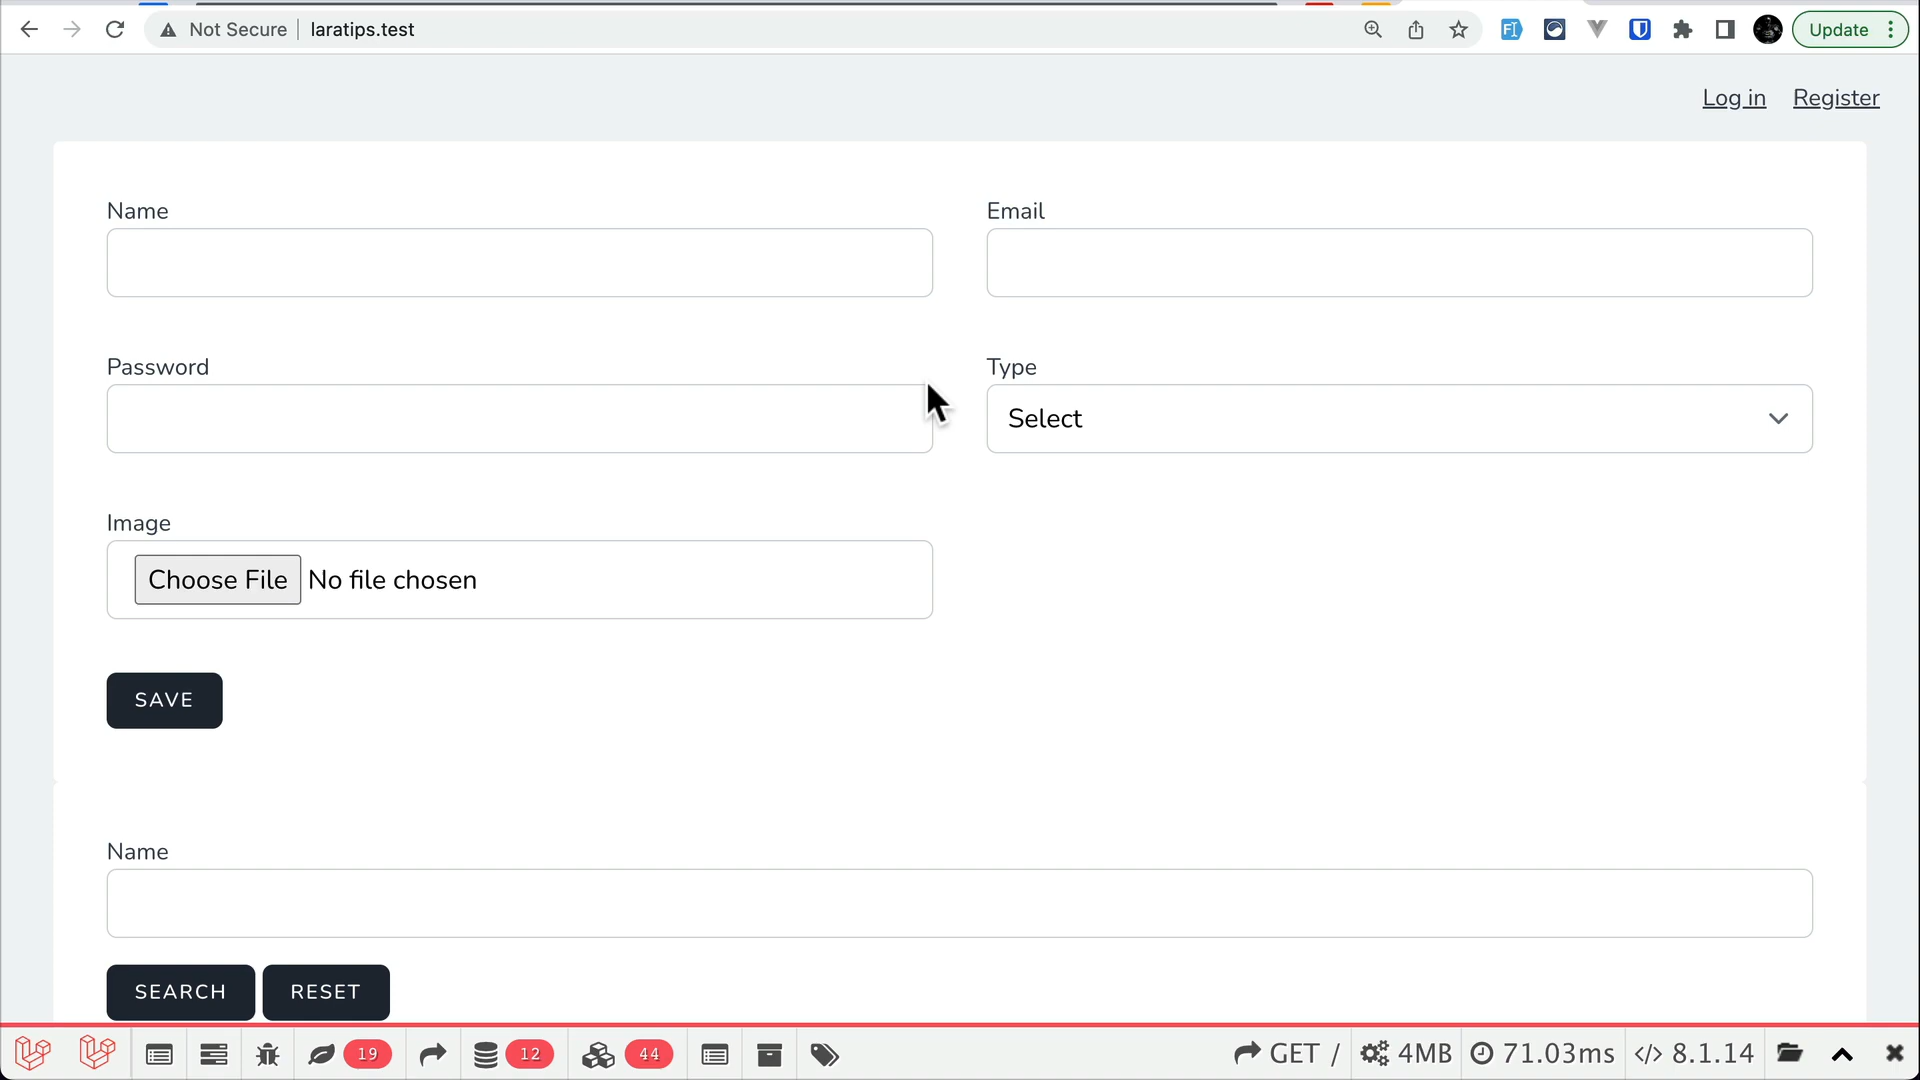 Not Secure laratips.test Update
Log in Register
Name Email
Password Type
Select
Image
Choose File No file chosen
SAVE
Name
SEARCH RESET
19 12 44 GET / 4MB 71.03ms 8.1.14